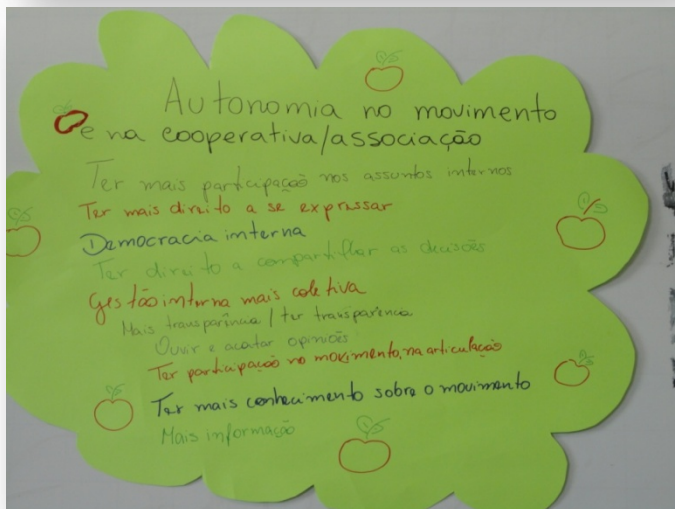 Autonomia no movimento
e na cooperativa/associação
Ter mais participação nos assuntos internos
Ter mais direito a se expressar
Democracia interna
Ter direito a compartilhar as decisões
Gestão interna mais coletiva
Mais transparência / ter transparência
Ouvir e acatar opiniões
Ter participação no movimento, na articulação
Ter mais conhecimento sobre o movimento
Mais informação